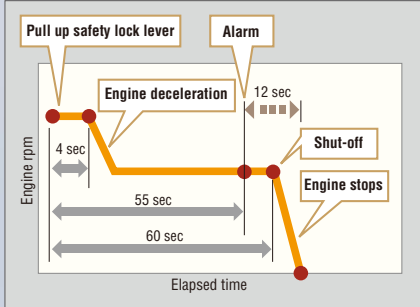 Pull up safety lock lever
Alarm
Engine deceleration
12 sec
4 sec
Shut-off
Engine rpm
55 sec
Engine stops
60 sec
Elapsed time